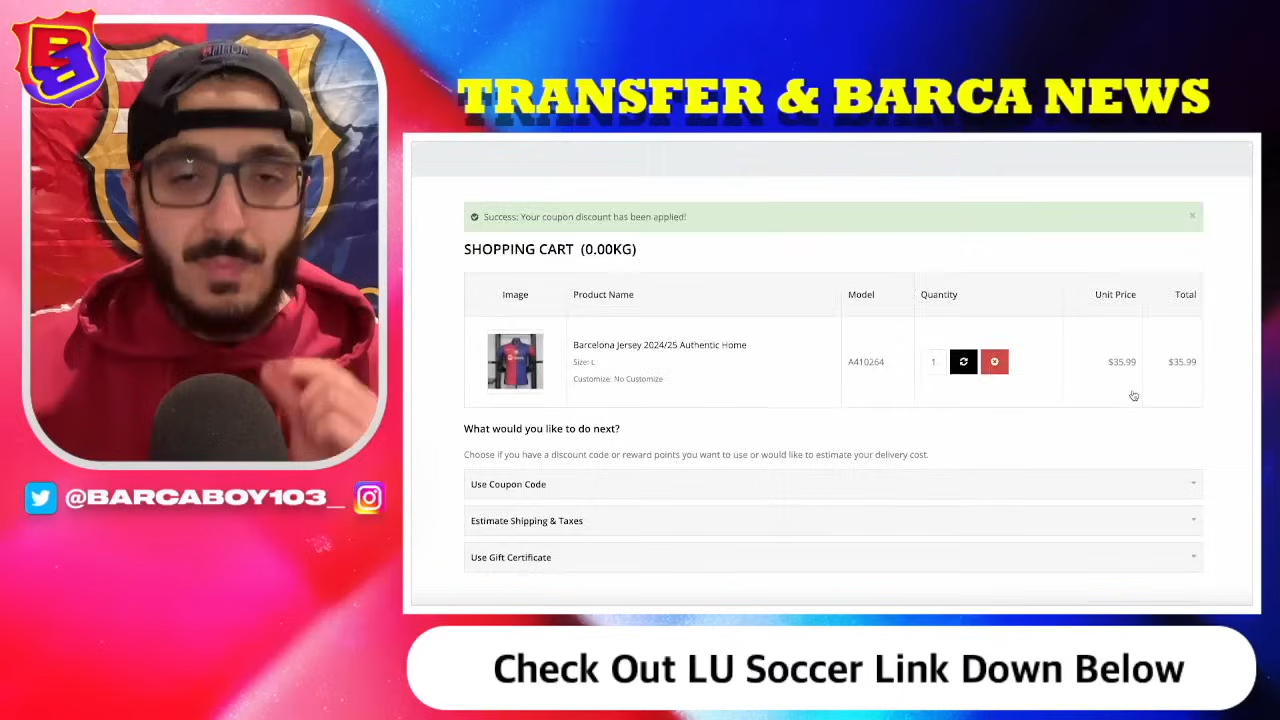 TRANSFER & BARCA NEWS
Success: Your coupon discount has been applied!
SHOPPING CART (0.00KG)
Image Product Name Model Quantity Unit Price Total
Barcelona Jersey 2024/25 Authentic Home
Size: L
Customize: No Customize
A410264 1 $35.99 $35.99
What would you like to do next?
Choose if you have a discount code or reward points you want to use or would like to estimate your delivery cost.
Use Coupon Code
Estimate Shipping & Taxes
Use Gift Certificate
@BARCABOY103_
Check Out LU Soccer Link Down Below